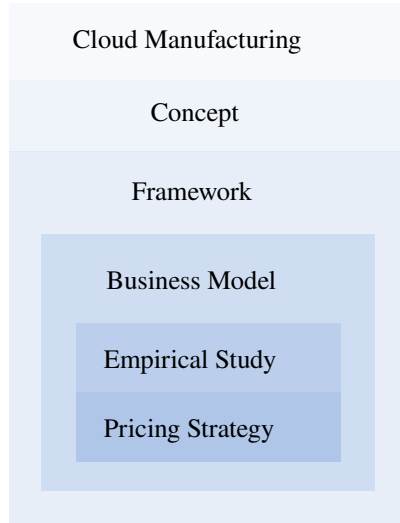 Cloud Manufacturing
Concept
Framework
Business Model
Empirical Study
Pricing Strategy